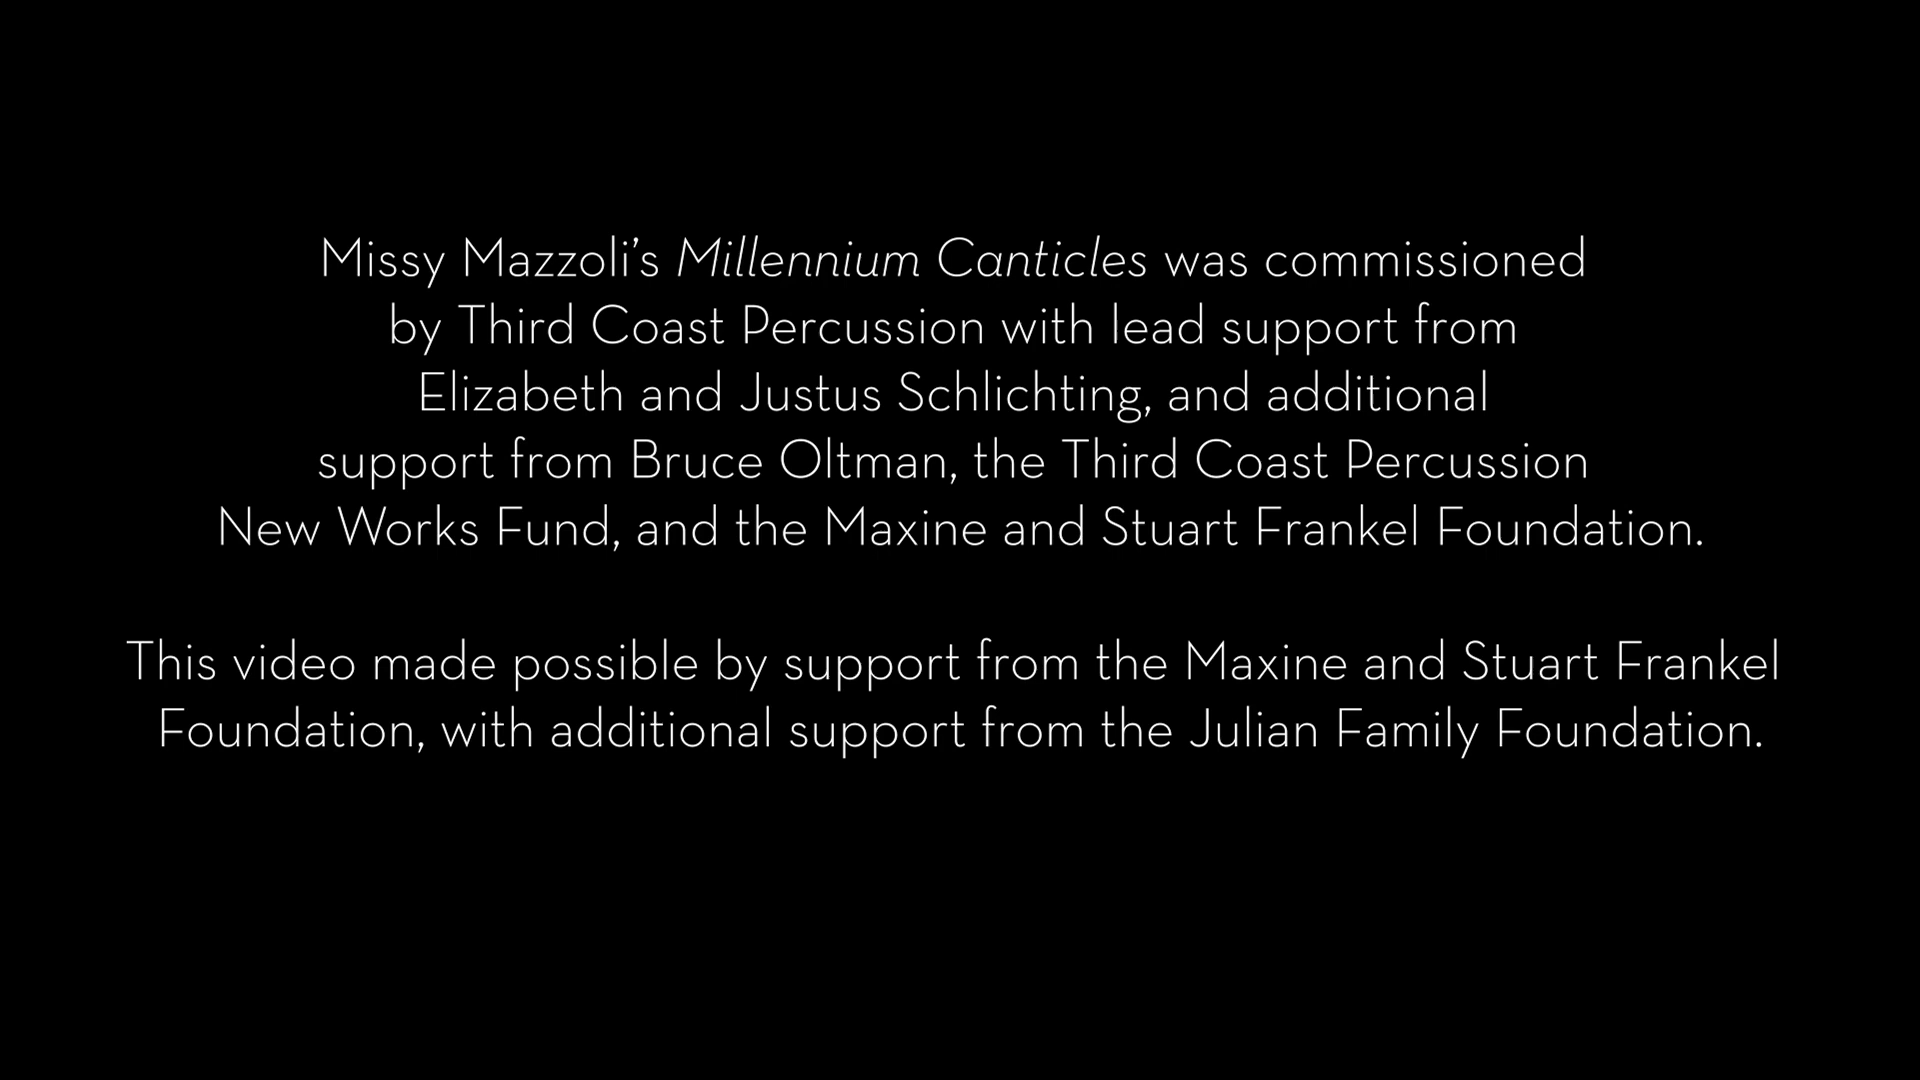 Missy Mazzoli’s Millennium Canticles was commissioned
by Third Coast Percussion with lead support from
Elizabeth and Justus Schlichting, and additional
support from Bruce Oltman, the Third Coast Percussion
New Works Fund, and the Maxine and Stuart Frankel Foundation.
This video made possible by support from the Maxine and Stuart Frankel
Foundation, with additional support from the Julian Family Foundation.